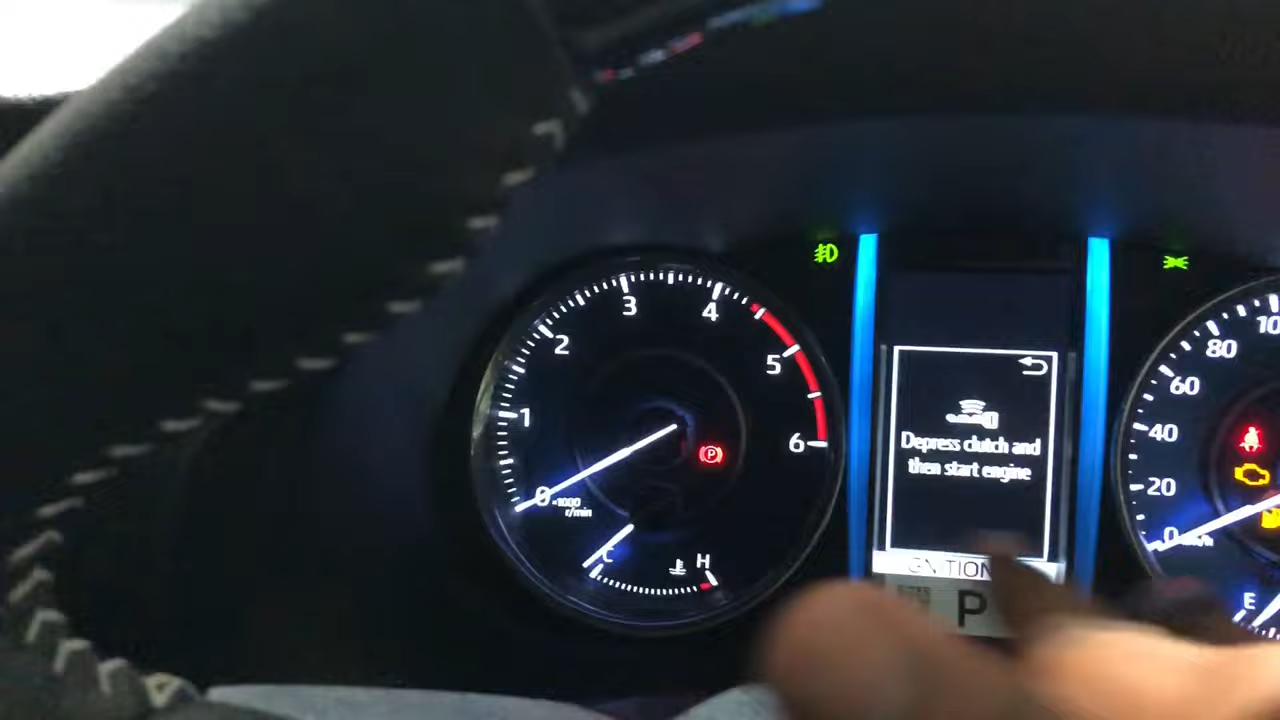 3
4
2
5
1
6
0
×1000
r/min
C
H
P
Depress clutch and
then start engine
IGNITION
P
80
60
40
20
0
km/h
E